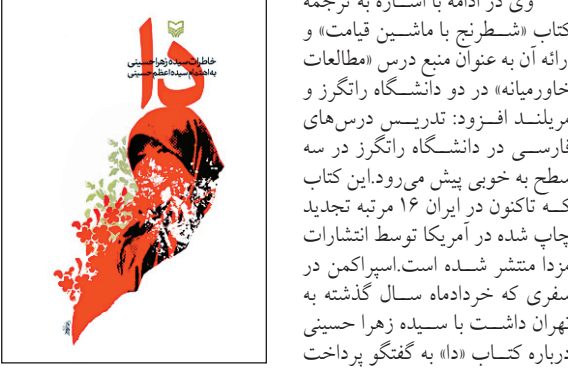 وی در ادامه با اشاره به ترجمه
کتاب «شطرنج با ماشین قیامت» و
ارائه آن به عنوان منبع درس «مطالعات
خاورمیانه» در دو دانشگاه راتگرز و
مریلند افزود: تدریس درس‌های
فارسی در دانشگاه راتگرز در سه
سطح به خوبی پیش می‌رود.این کتاب
که تاکنون در ایران ۱۶ مرتبه تجدید
چاپ شده در آمریکا توسط انتشارات
مزدا منتشر شده است.اسپراکمن در
سفری که خردادماه سال گذشته به
تهران داشت با سیده زهرا حسینی
درباره کتاب «دا» به گفتگو پرداخت
خاطرات سیده زهرا حسینی
به اهتمام سیده اعظم حسینی
دا